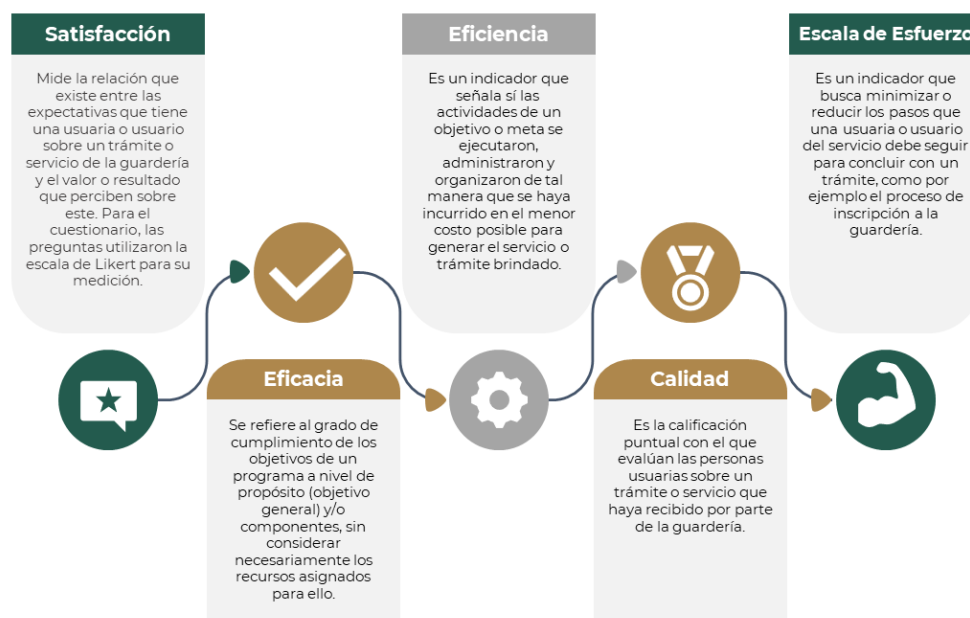 Satisfacción
Mide la relación que
existe entre las
expectativas que tiene
una usuaria o usuario
sobre un trámite o
servicio de la guardería
y el valor o resultado
que perciben sobre
este. Para el
cuestionario, las
preguntas utilizaron la
escala de Likert para su
medición.
Eficacia
Se refiere al grado de
cumplimiento de los
objetivos de un
programa a nivel de
propósito (objetivo
general) y/o
componentes, sin
considerar
necesariamente los
recursos asignados
para ello.
Eficiencia
Es un indicador que
señala sí las
actividades de un
objetivo o meta se
ejecutaron,
administraron y
organizaron de tal
manera que se haya
incurrido en el menor
costo posible para
generar el servicio o
trámite brindado.
Calidad
Es la calificación
puntual con el que
evalúan las personas
usuarias sobre un
trámite o servicio que
haya recibido por parte
de la guardería.
Escala de Esfuerzo
Es un indicador que
busca minimizar o
reducir los pasos que
una usuaria o usuario
del servicio debe seguir
para concluir con un
trámite, como por
ejemplo el proceso de
inscripción a la
guardería.